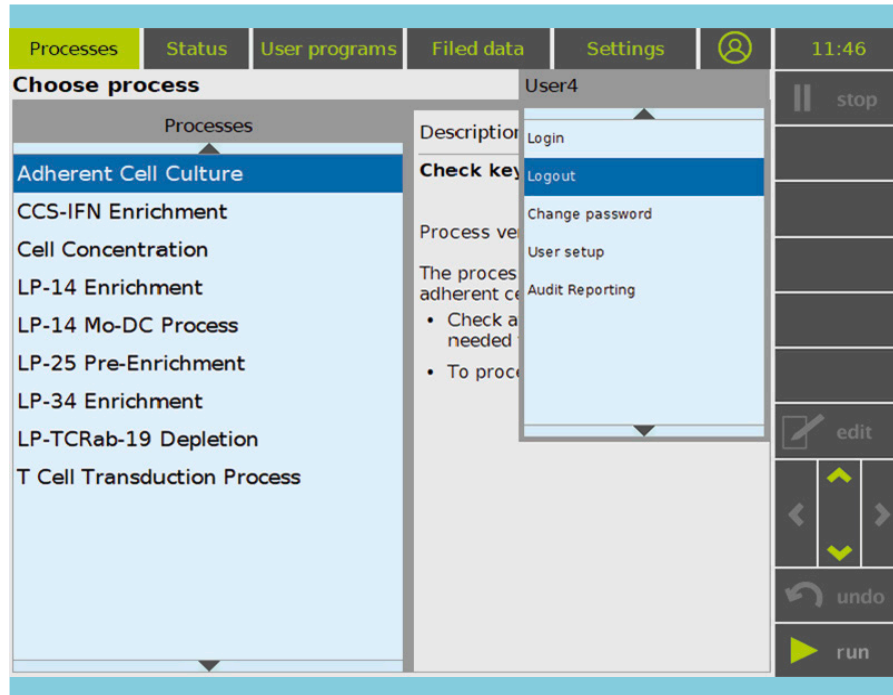 Processes Status User programs Filed data Settings 11:46
Choose process
User4
stop
Processes
Adherent Cell Culture
CCS-IFN Enrichment
Cell Concentration
LP-14 Enrichment
LP-14 Mo-DC Process
LP-25 Pre-Enrichment
LP-34 Enrichment
LP-TCRab-19 Depletion
T Cell Transduction Process
Description
Check key
Process ve
The proces
adherent ce
• Check a
needed
• To proce
Login
Logout
Change password
User setup
Audit Reporting
edit
undo
run